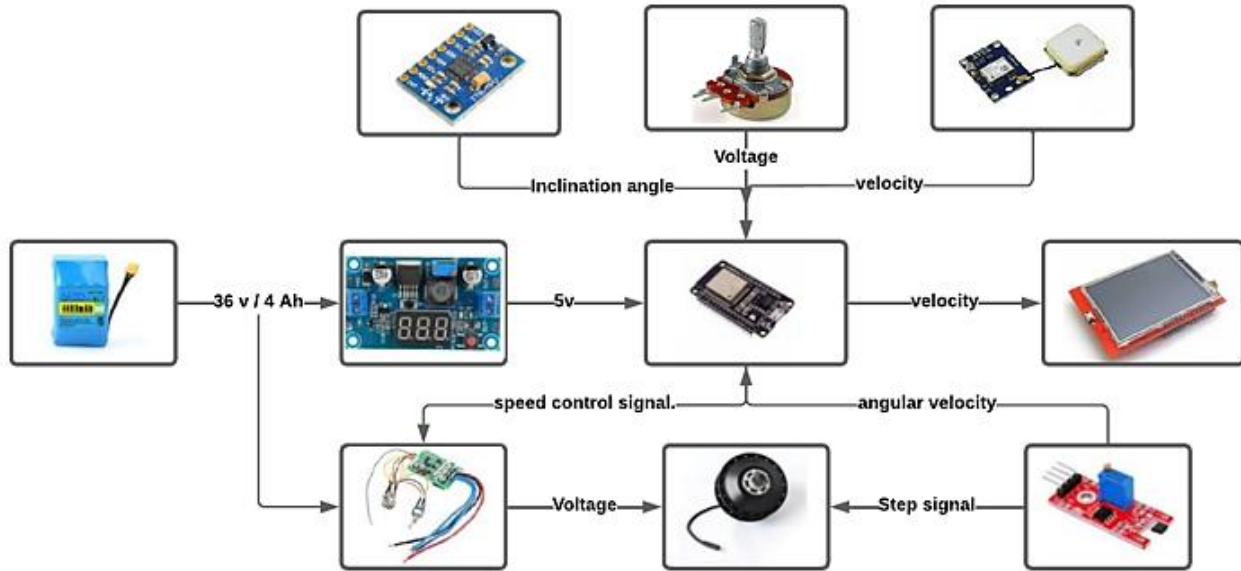 Voltage
Inclination angle
velocity
36 v / 4 Ah
5v
velocity
speed control signal.
angular velocity
Voltage
Step signal